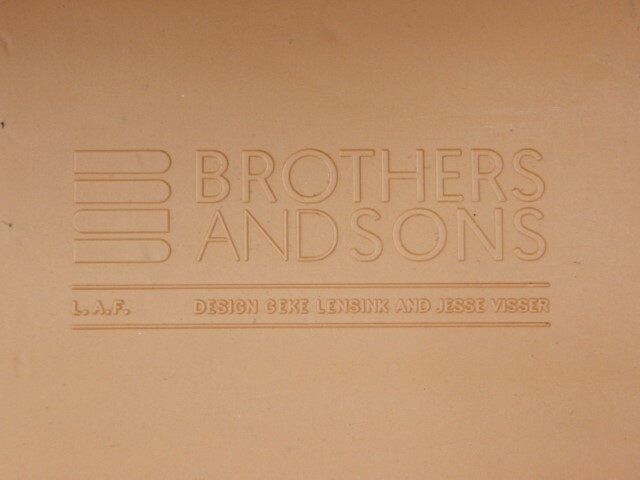 BROTHERS
ANDSONS
L.A.F. DESIGN GEKE LENSINK AND JESSE VISSER